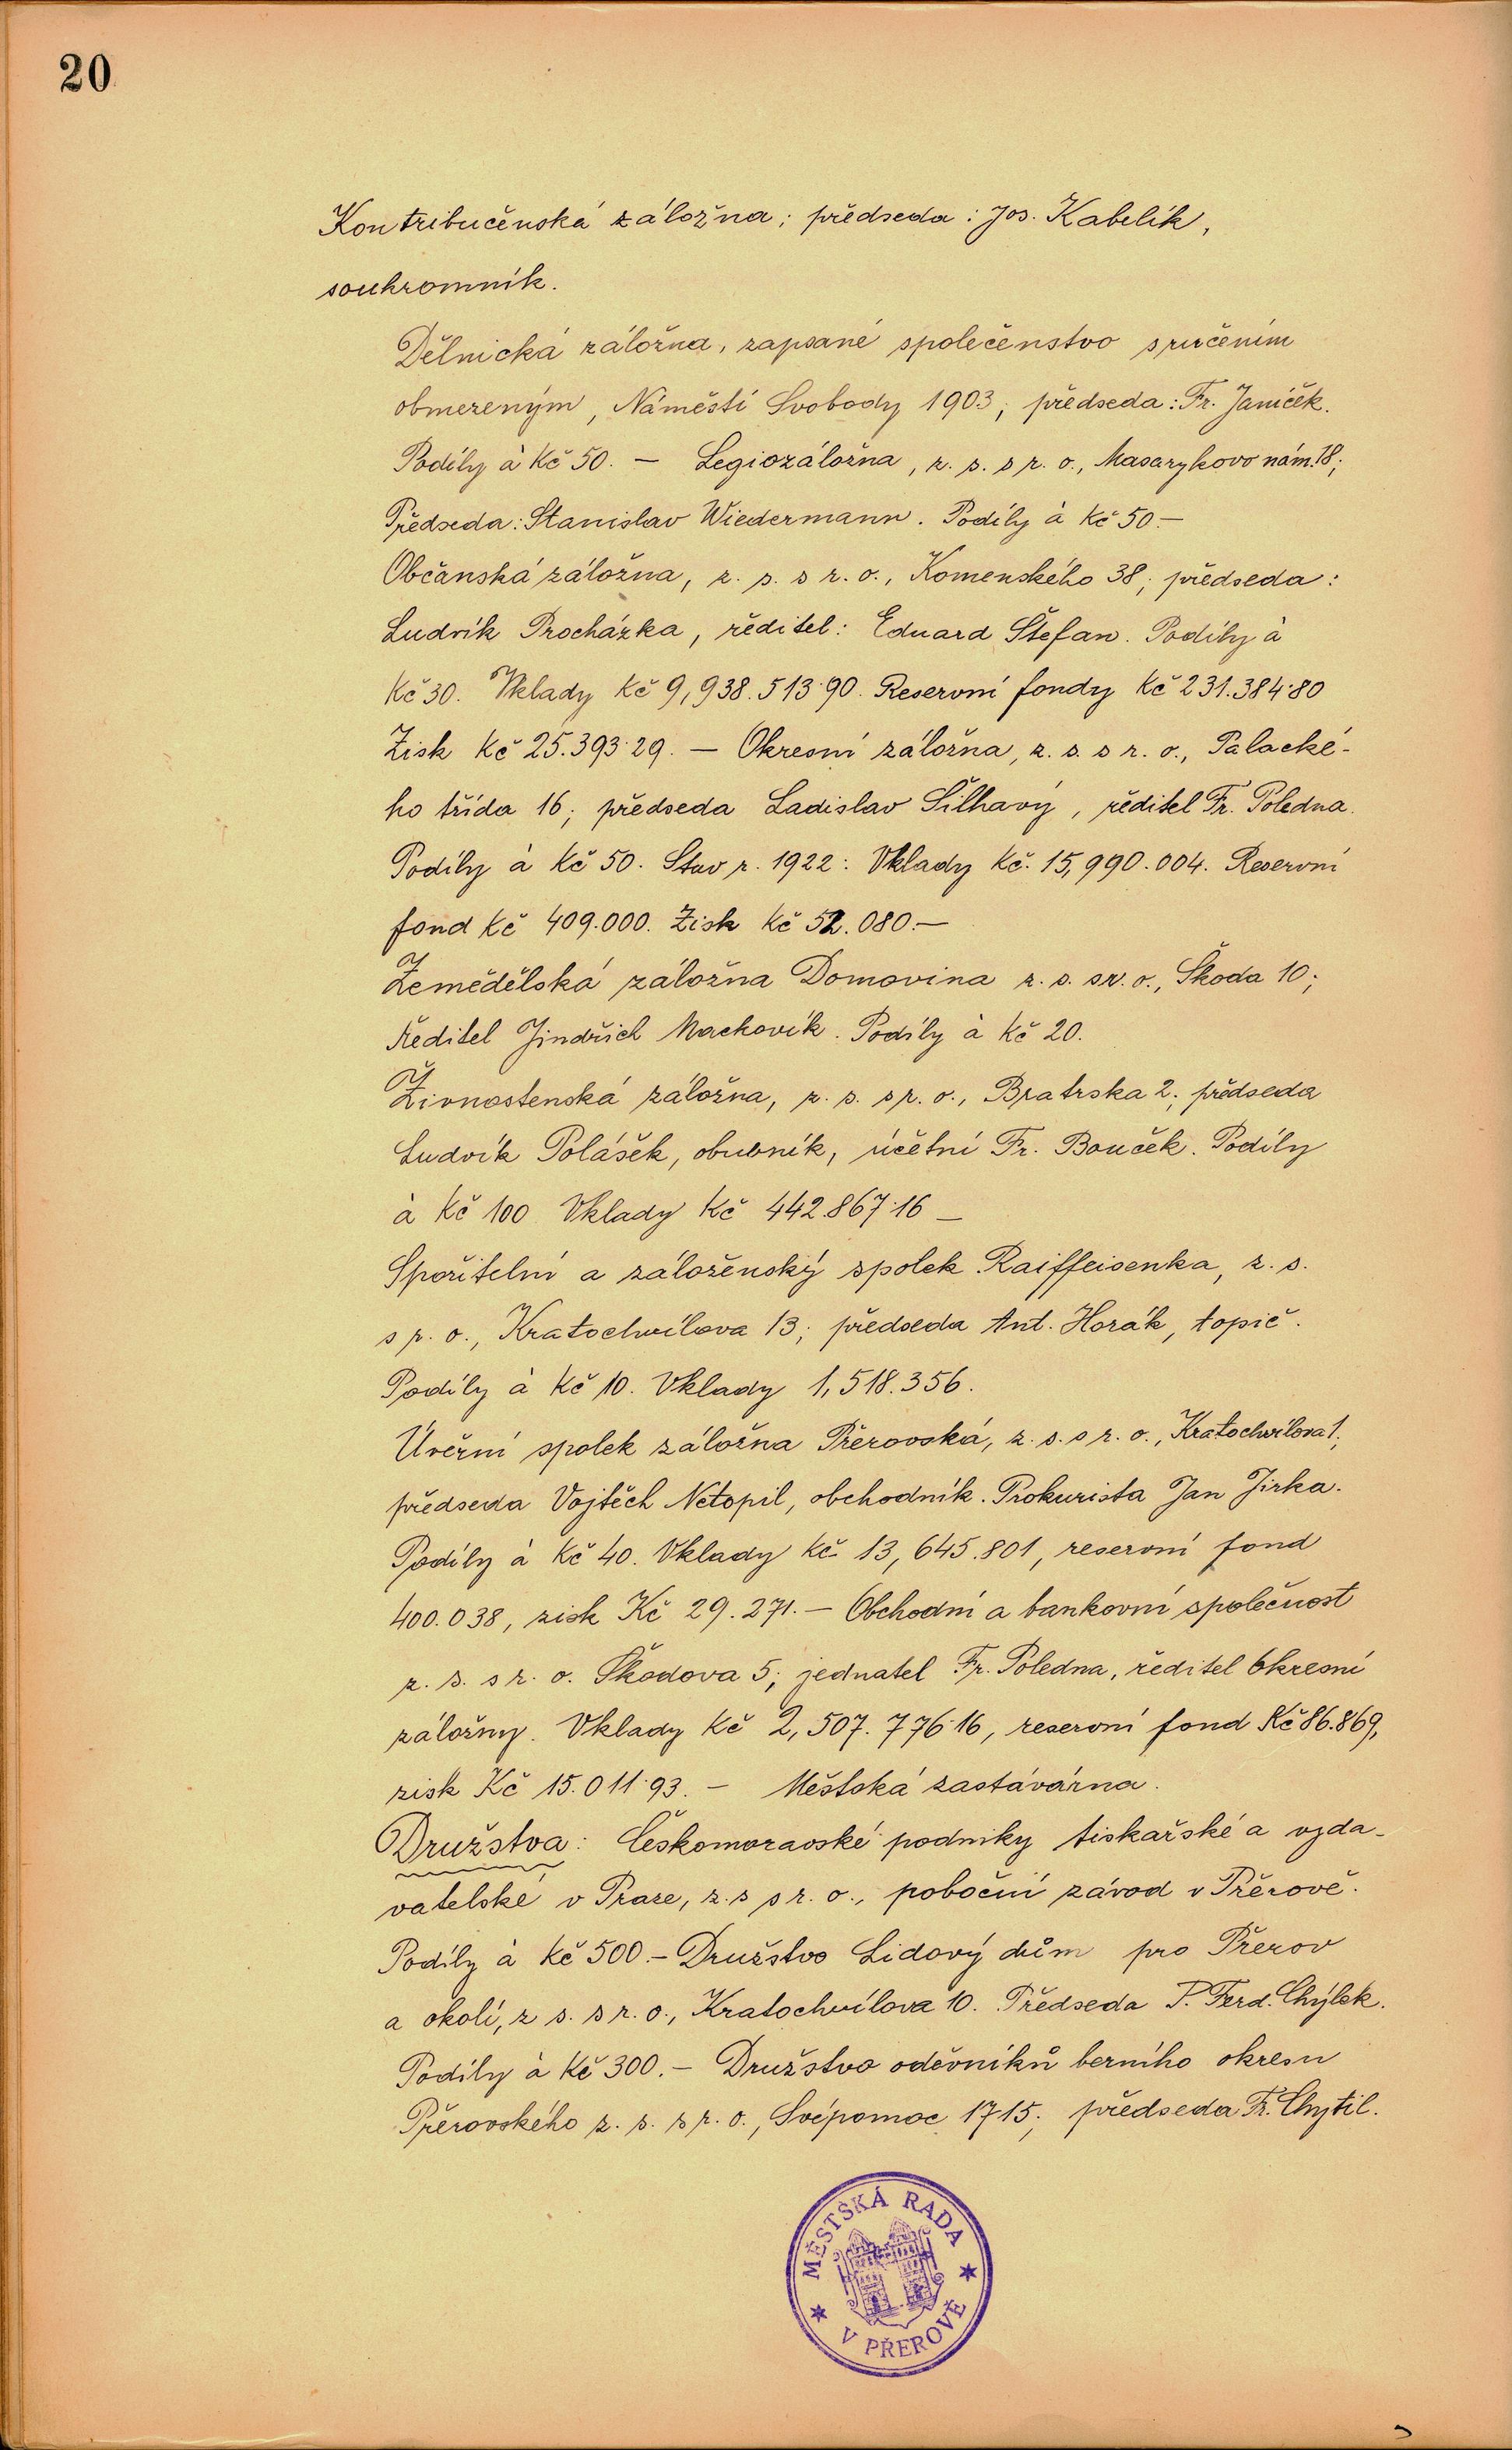 20
Kontribučenská záložna; předseda: Jos. Kabelík,
soukromník.
Dělnická záložna, zapsané společenstvo s ručením
obmezeným, Náměstí Svobody 1903; předseda: Fr. Janíček.
Podíly à Kč 50. — Legiozáložna, z. s. s r. o., Masarykovo nám. 18;
Předseda: Stanislav Wiedermann. Podíly à Kč 50.—
Občanská záložna, z. s. s r. o., Komenského 38; předseda:
Ludvík Procházka, ředitel: Eduard Štefan. Podíly à
Kč 30. Vklady Kč 9,938.513·90. Reservní fondy Kč 231.384·80
Zisk Kč 25.393·29. — Okresní záložna, z. s. s r. o., Palacké-
ho třída 16; předseda Ladislav Šilhavý, ředitel Fr. Poledna.
Podíly à Kč 50. Stav r. 1922: Vklady Kč. 15,990.004. Reservní
fond Kč 409.000. Zisk Kč 52.080.—
Zemědělská záložna Domovina z. s. s r. o., Škoda 10;
ředitel Jindřich Mackovík. Podíly à Kč 20.
Živnostenská záložna, z. s. s r. o., Bratrska 2; předseda
Ludvík Polášek, obuvník, účetní Fr. Bouček. Podíly
à Kč 100 Vklady Kč 442.867·16 —
Spořitelní a záloženský spolek Raiffeisenka, z. s.
s r. o., Kratochwílova 13; předseda Ant. Horák, topič.
Podíly à Kč 10. Vklady 1,518.356.
Úvěrní spolek záložna Přerovská, z. s. s r. o., Kratochwílova 1;
předseda Vojtěch Netopil, obchodník. Prokurista Jan Jirka.
Podíly à Kč 40. Vklady Kč 13,645.801, reservní fond
400.038, zisk Kč 29.271. — Obchodní a bankovní společnost
z. s. s r. o. Škodova 5; jednatel Fr. Poledna, ředitel Okresní
záložny. Vklady Kč 2,507.776·16, reservní fond Kč 86.869,
zisk Kč 15.011·93. — Městská zastavárna.
Družstva: Českomoravské podniky tiskařské a vyda-
vatelské v Praze, z. s s r. o., poboční závod v Přerově.
Podíly à Kč 500.— Družstvo Lidový dům pro Přerov
a okolí, z s. s r. o., Kratochwílova 10. Předseda P. Ferd. Chýlek.
Podíly à Kč 300.— Družstvo oděvníků berního okresu
Přerovského z. s. s r. o., Svépomoc 1715; předseda Fr. Chytil.
MĚSTSKÁ RADA
V PŘEROVĚ